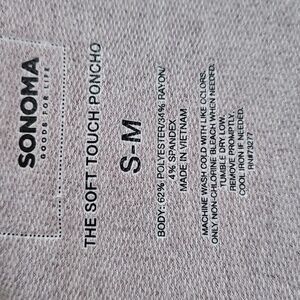 SONOMA
GOODS FOR LIFE
THE SOFT TOUCH PONCHO
S-M
BODY: 62% POLYESTER/34% RAYON/
4% SPANDEX
MADE IN VIETNAM
MACHINE WASH COLD WITH LIKE COLORS.
ONLY NON-CHLORINE BLEACH WHEN NEEDED.
TUMBLE DRY LOW.
REMOVE PROMPTLY.
COOL IRON IF NEEDED.
RN#73277